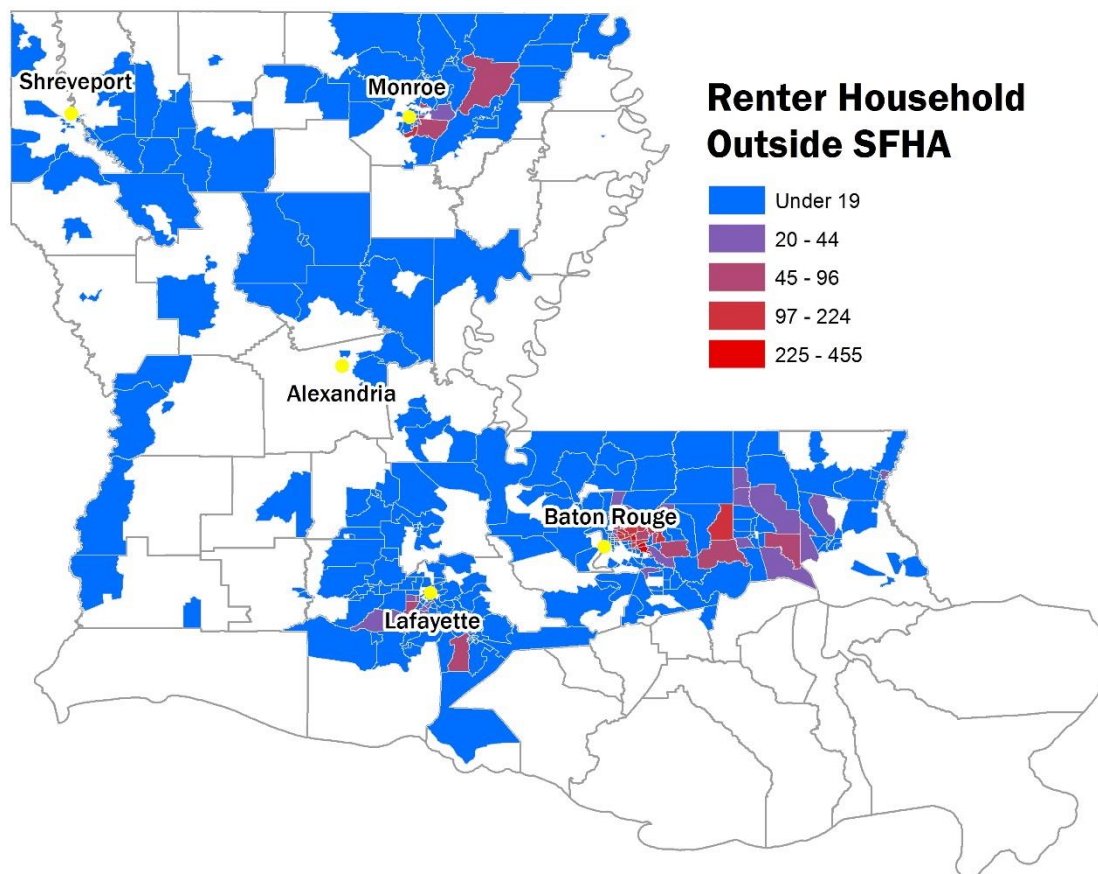 Shreveport
Monroe
Renter Household
Outside SFHA
Under 19
20 - 44
45 - 96
97 - 224
225 - 455
Alexandria
Baton Rouge
Lafayette